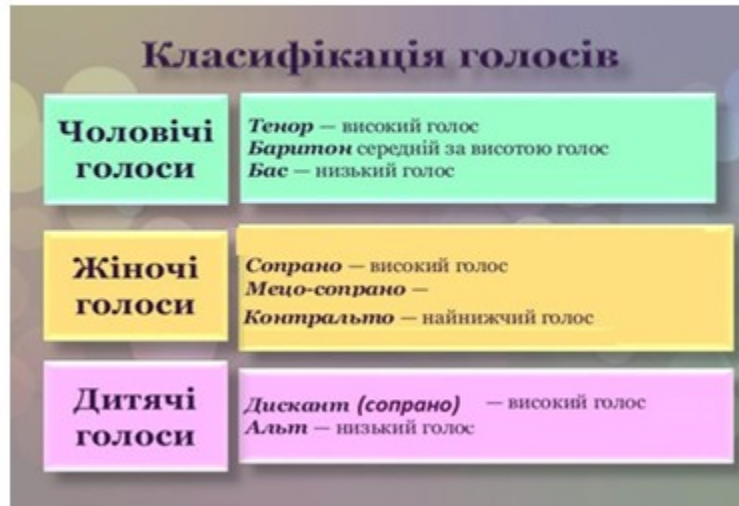 Класифікація голосів
Чоловічі
голоси
Тенор — високий голос
Баритон середній за висотою голос
Бас — низький голос
Жіночі
голоси
Сопрано — високий голос
Мецо-сопрано —
Контральто — найнижчий голос
Дитячі
голоси
Дискант (сопрано) — високий голос
Альт — низький голос